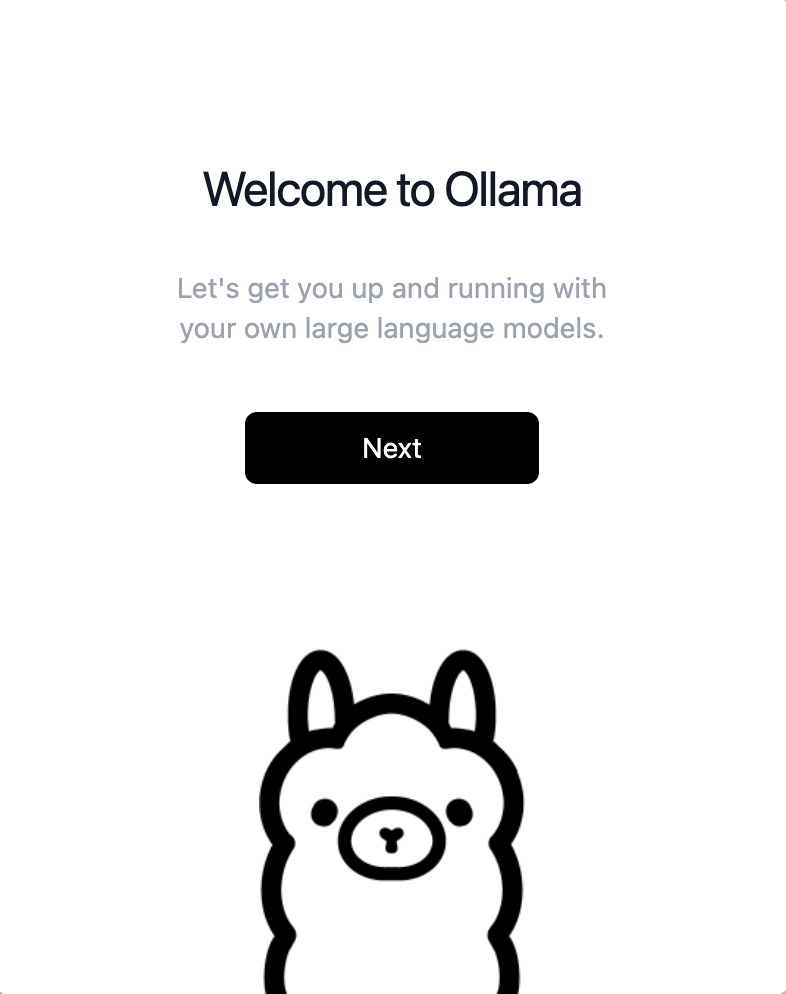 Welcome to Ollama
Let's get you up and running with
your own large language models.
Next